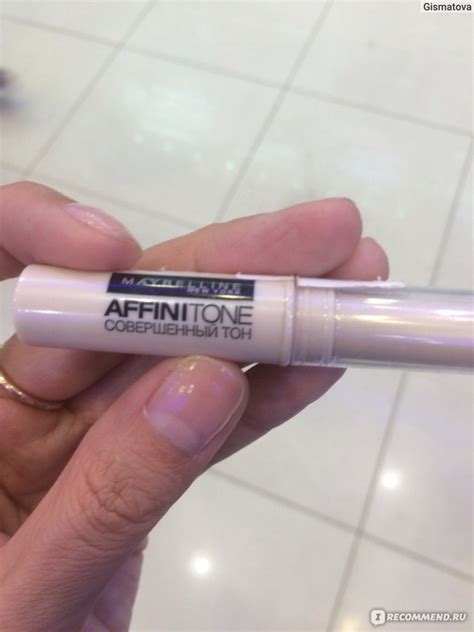 Gismatova
MAYBELLINE
NEW YORK
AFFINITONE
СОВЕРШЕННЫЙ ТОН
I RECOMMEND.RU